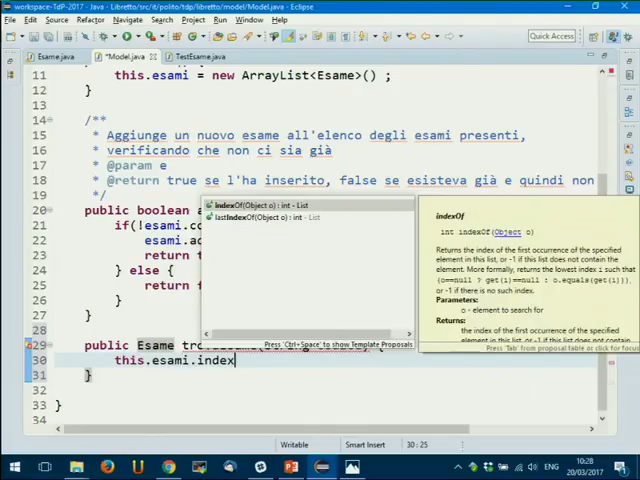 workspace-TdP-2017 - Java - Libretto/src/it/polito/tdp/libretto/model/Model.java - Eclipse
File Edit Source Refactor Navigate Search Project Run Window Help
Quick Access
Esame.java *Model.java TestEsame.java
11 this.esami = new ArrayList<Esame>() ;
12 }
13
14 /**
15 * Aggiunge un nuovo esame all'elenco degli esami presenti,
16 * verificando che non ci sia già
17 * @param e
18 * @return true se l'ha inserito, false se esisteva già e quindi non
19 */
20 public boolean a
21 if(!esami.co
22 esami.ad
23 return t
24 } else {
25 return f
26 }
27 }
28
29 public Esame
30 this.esami.index
31 }
32
33 }
34
indexOf(Object o) : int - List
lastIndexOf(Object o) : int - List
Press 'Ctrl+Space' to show Template Proposals
indexOf
int indexOf(Object o)
Returns the index of the first occurrence of the specified
element in this list, or -1 if this list does not contain the
element. More formally, returns the lowest index i such that
(o==null ? get(i)==null : o.equals(get(i))),
or -1 if there is no such index.
Parameters:
o - element to search for
Returns:
the index of the first occurrence of the specified
element in this list, or -1 if this list does not contain
Press 'Tab' from proposal table or click for focus
Writable Smart Insert 30 : 25
ENG
10:28
20/03/2017